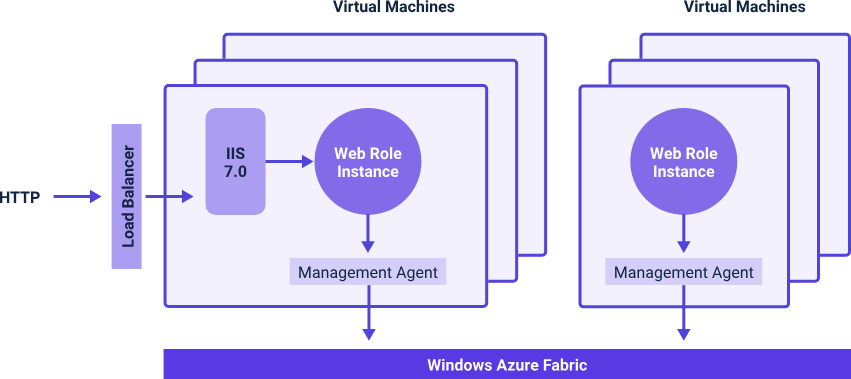 Virtual Machines
Virtual Machines
HTTP
Load Balancer
IIS
7.0
Web Role
Instance
Management Agent
Web Role
Instance
Management Agent
Windows Azure Fabric